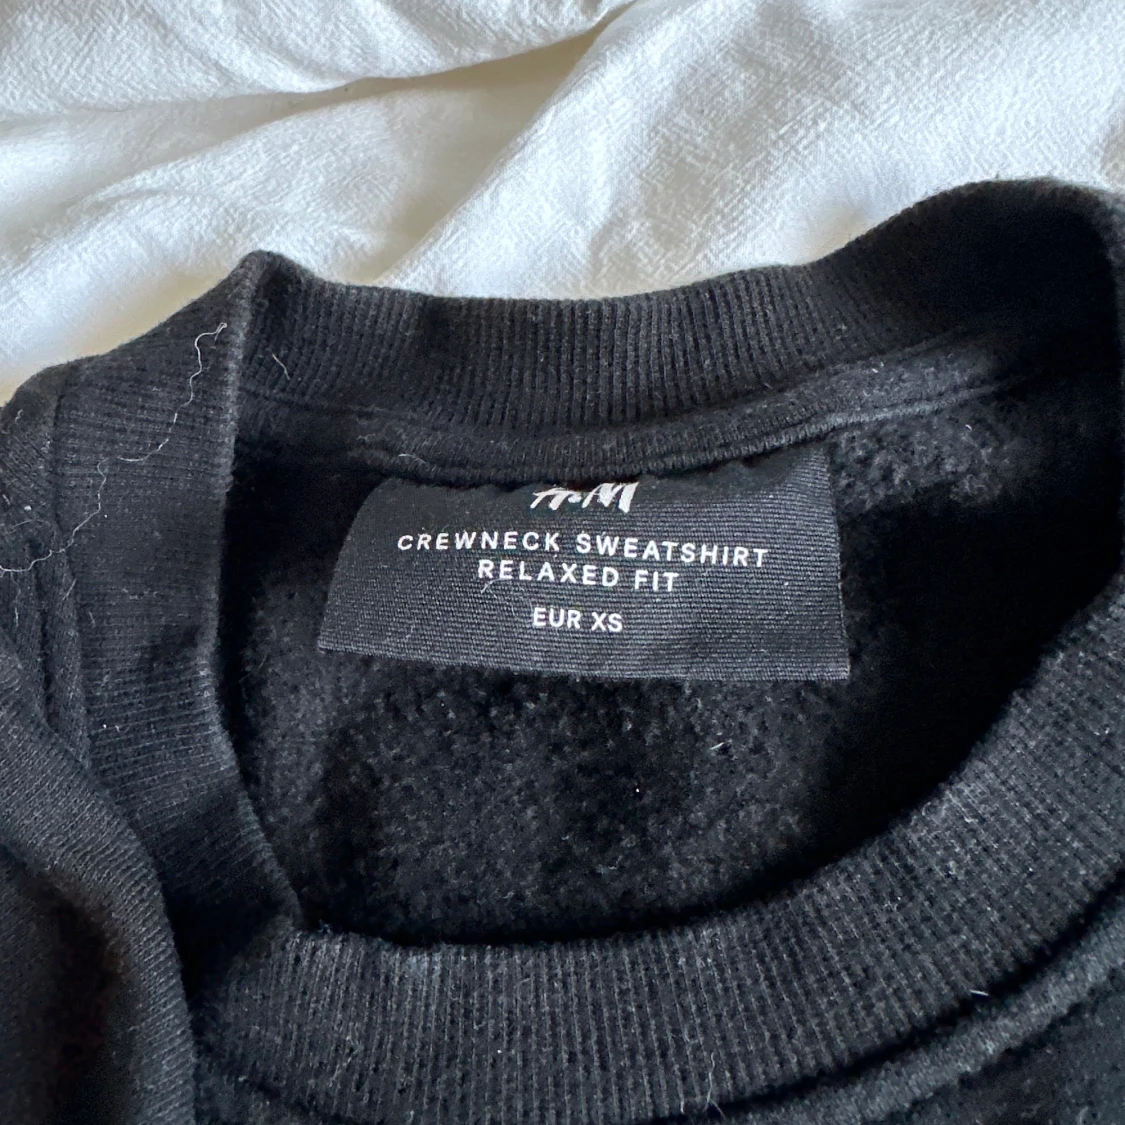 H&M
CREWNECK SWEATSHIRT
RELAXED FIT
EUR XS